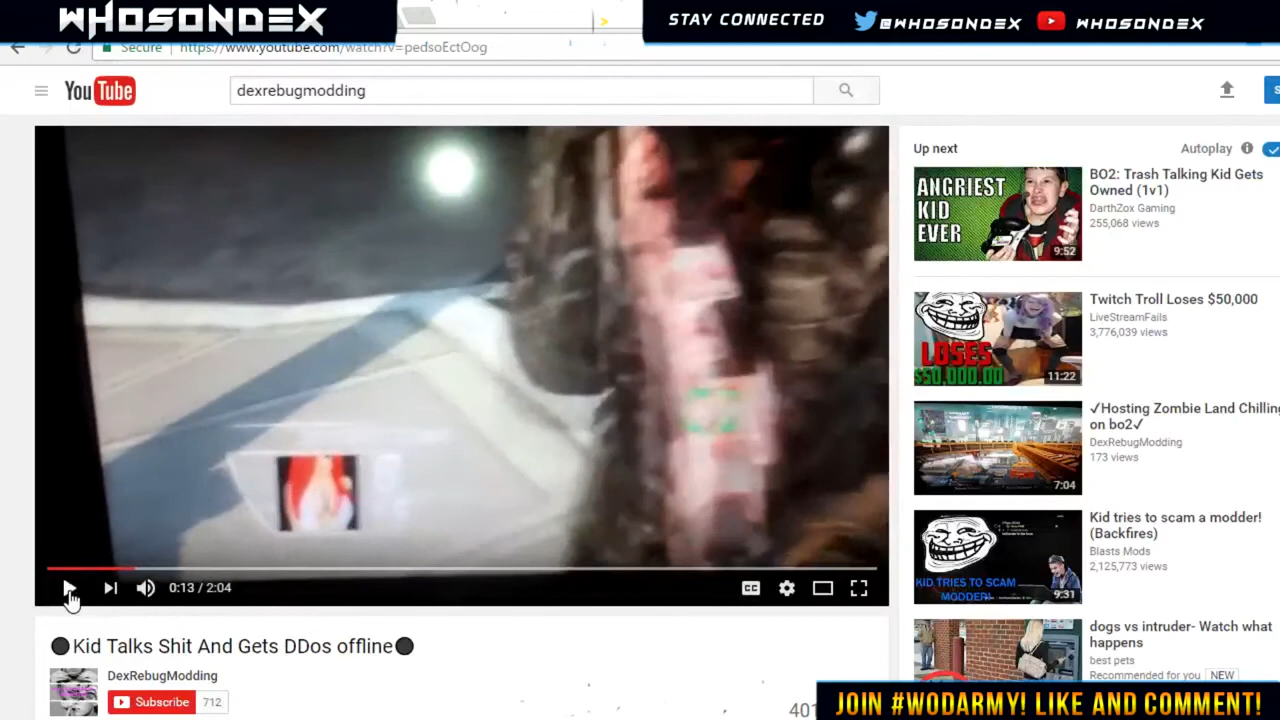 WHOSONDEX
STAY CONNECTED
@WHOSONDEX
WHOSONDEX
Secure
https://www.youtube.com/watch?v=pedsoEctOog
YouTube
dexrebugmodding
Up next
Autoplay
ANGRIEST
KID
EVER
9:52
BO2: Trash Talking Kid Gets
Owned (1v1)
DarthZox Gaming
255,068 views
LOSES
$50,000.00
11:22
Twitch Troll Loses $50,000
LiveStreamFails
3,776,039 views
7:04
✓Hosting Zombie Land Chilling
on bo2✓
DexRebugModding
173 views
KID TRIES TO SCAM
MODDER!
9:31
Kid tries to scam a modder!
(Backfires)
Blasts Mods
2,125,773 views
dogs vs intruder- Watch what
happens
best pets
Recommended for you NEW
0:13 / 2:04
CC
●Kid Talks Shit And Gets DDos offline●
DexRebugModding
Subscribe 712
401
JOIN #WODARMY! LIKE AND COMMENT!